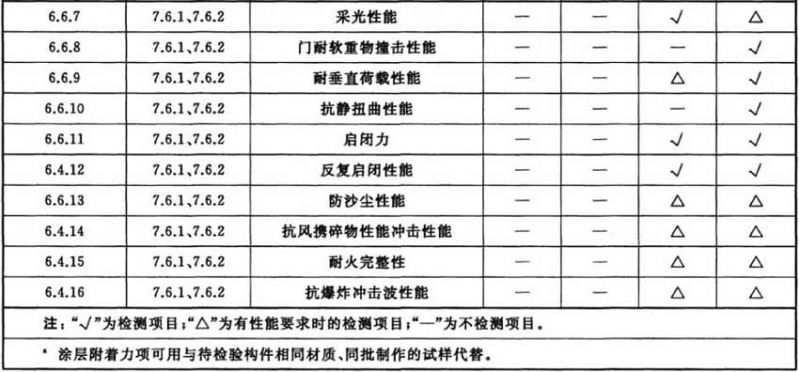 6.6.7 7.6.1、7.6.2 采光性能 — — √ △
6.6.8 7.6.1、7.6.2 门耐软重物撞击性能 — — — √
6.6.9 7.6.1、7.6.2 耐垂直荷载性能 — — △ √
6.6.10 7.6.1、7.6.2 抗静扭曲性能 — — — √
6.6.11 7.6.1、7.6.2 启闭力 — — √ √
6.4.12 7.6.1、7.6.2 反复启闭性能 — — √ √
6.6.13 7.6.1、7.6.2 防沙尘性能 — — △ △
6.4.14 7.6.1、7.6.2 抗风携碎物性能冲击性能 — — △ △
6.4.15 7.6.1、7.6.2 耐火完整性 — — △ △
6.4.16 7.6.1、7.6.2 抗爆炸冲击波性能 — — △ △
注：“√”为检测项目；“△”为有性能要求时的检测项目；“—”为不检测项目。
* 涂层附着力项可用与待检验构件相同材质、同批制作的试样代替。